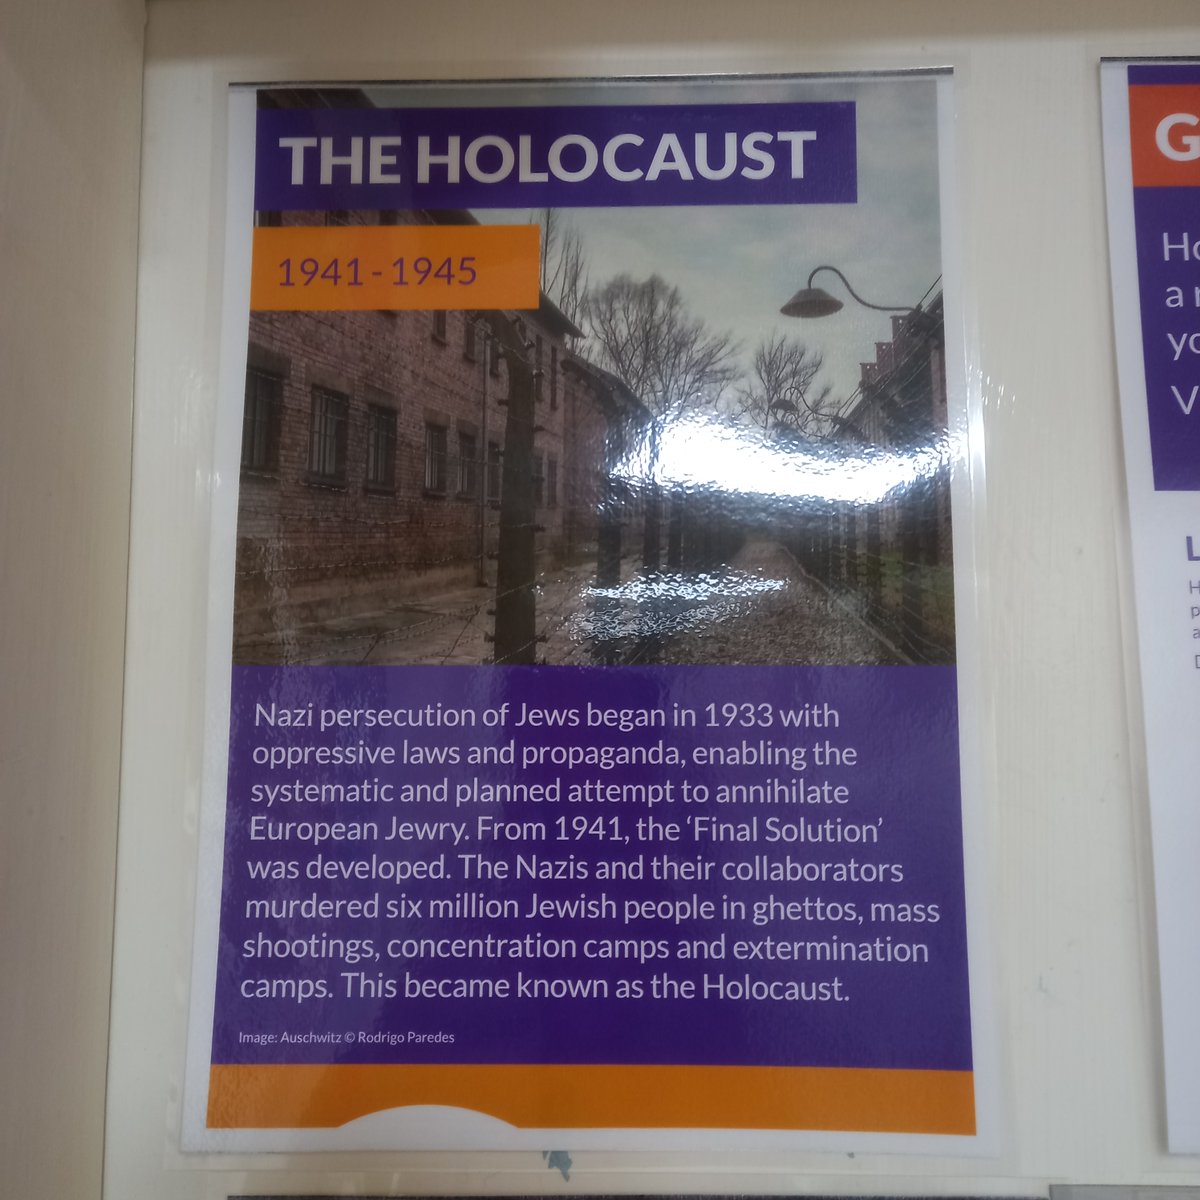 THE HOLOCAUST
1941 - 1945
Nazi persecution of Jews began in 1933 with
oppressive laws and propaganda, enabling the
systematic and planned attempt to annihilate
European Jewry. From 1941, the ‘Final Solution’
was developed. The Nazis and their collaborators
murdered six million Jewish people in ghettos, mass
shootings, concentration camps and extermination
camps. This became known as the Holocaust.
Image: Auschwitz © Rodrigo Paredes